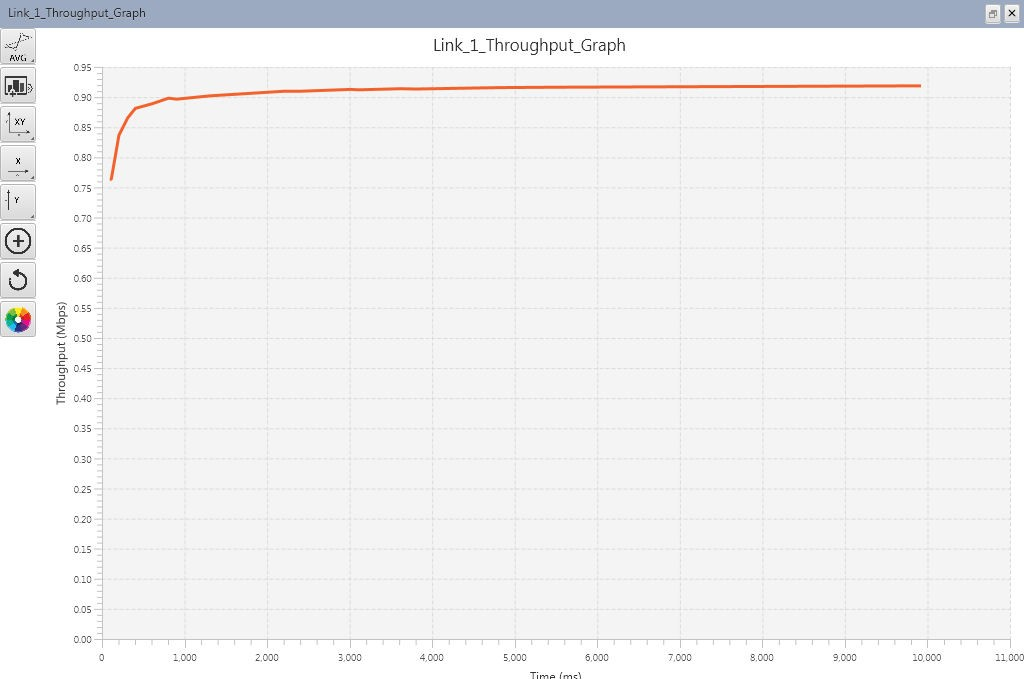 Link_1_Throughput_Graph
Link_1_Throughput_Graph
AVG
XY
X
Y
Throughput (Mbps)
0.95
0.90
0.85
0.80
0.75
0.70
0.65
0.60
0.55
0.50
0.45
0.40
0.35
0.30
0.25
0.20
0.15
0.10
0.05
0.00
0 1,000 2,000 3,000 4,000 5,000 6,000 7,000 8,000 9,000 10,000 11,000
Time (ms)